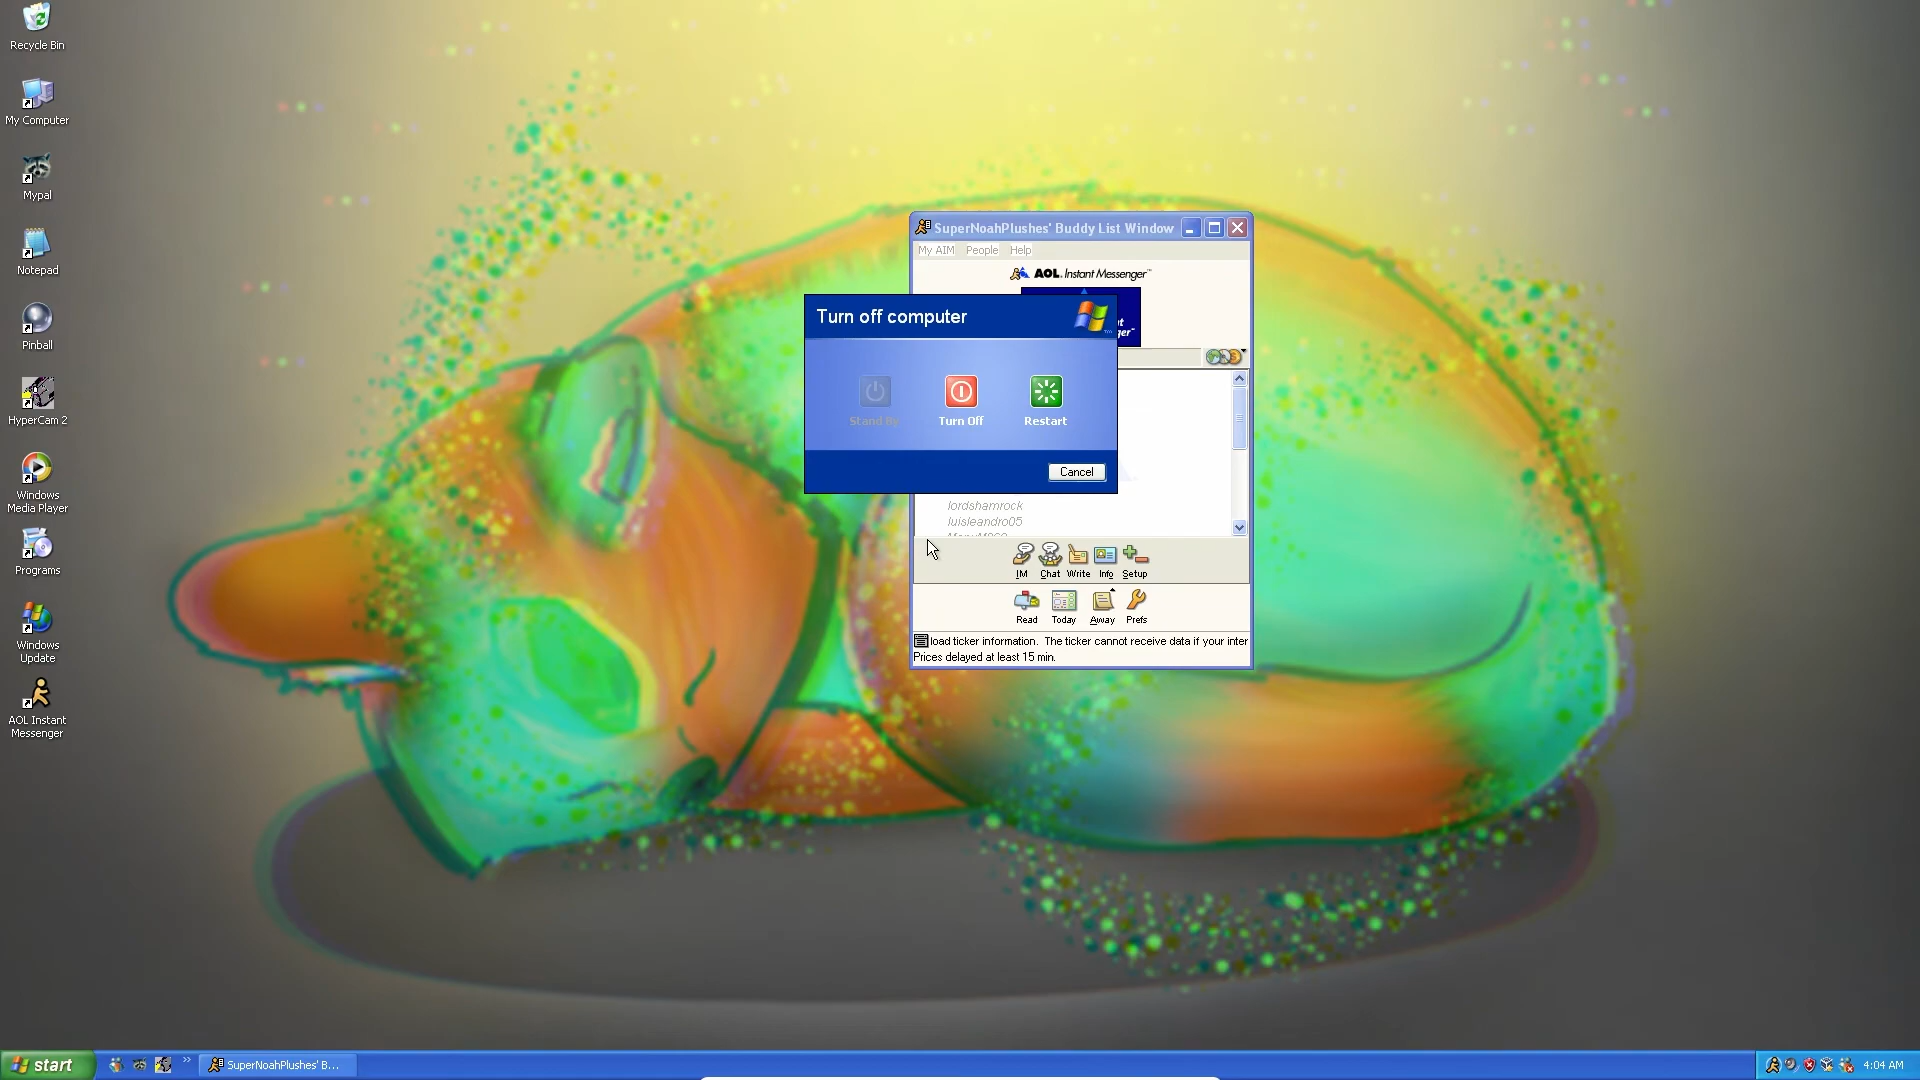 Recycle Bin
My Computer
Mypal
Notepad
Pinball
HyperCam 2
Windows
Media Player
Programs
Windows
Update
AOL Instant
Messenger
SuperNoahPlushes' Buddy List Window
My AIM People Help
AOL Instant Messenger™
Turn off computer
Stand By
Turn Off
Restart
Cancel
lordshamrock
luisleandro05
IM Chat Write Info Setup
Read Today Away Prefs
load ticker information. The ticker cannot receive data if your inter
Prices delayed at least 15 min.
start
SuperNoahPlushes' B...
4:04 AM